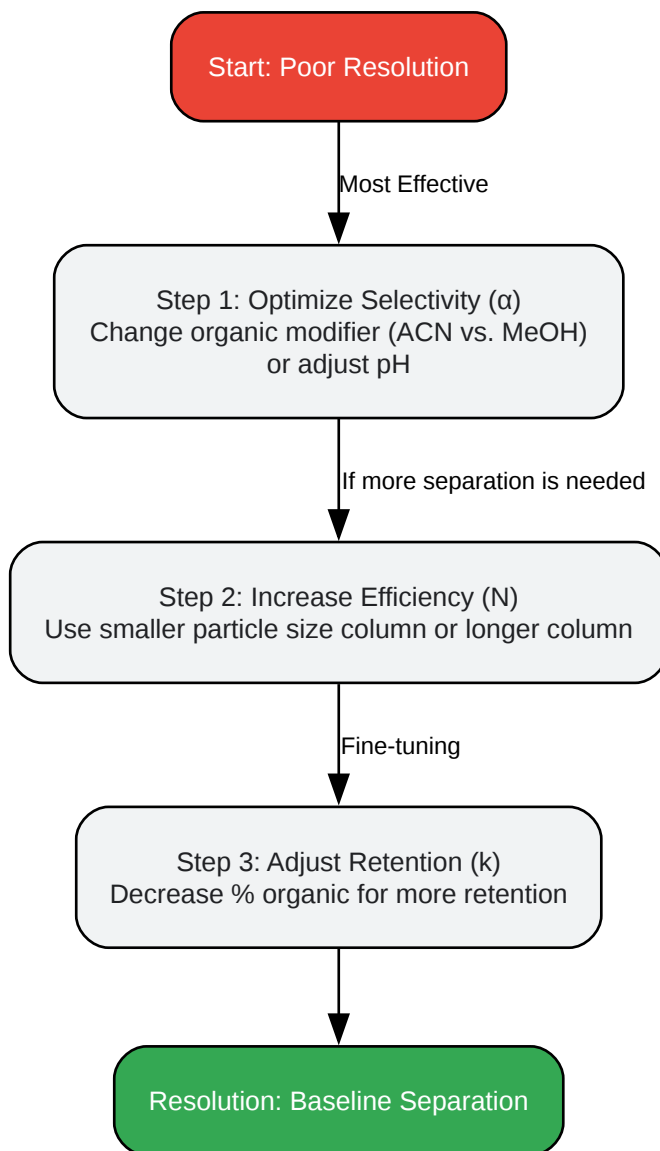 Start: Poor Resolution
Most Effective
Step 1: Optimize Selectivity (α)
Change organic modifier (ACN vs. MeOH)
or adjust pH
If more separation is needed
Step 2: Increase Efficiency (N)
Use smaller particle size column or longer column
Fine-tuning
Step 3: Adjust Retention (k)
Decrease % organic for more retention
Resolution: Baseline Separation